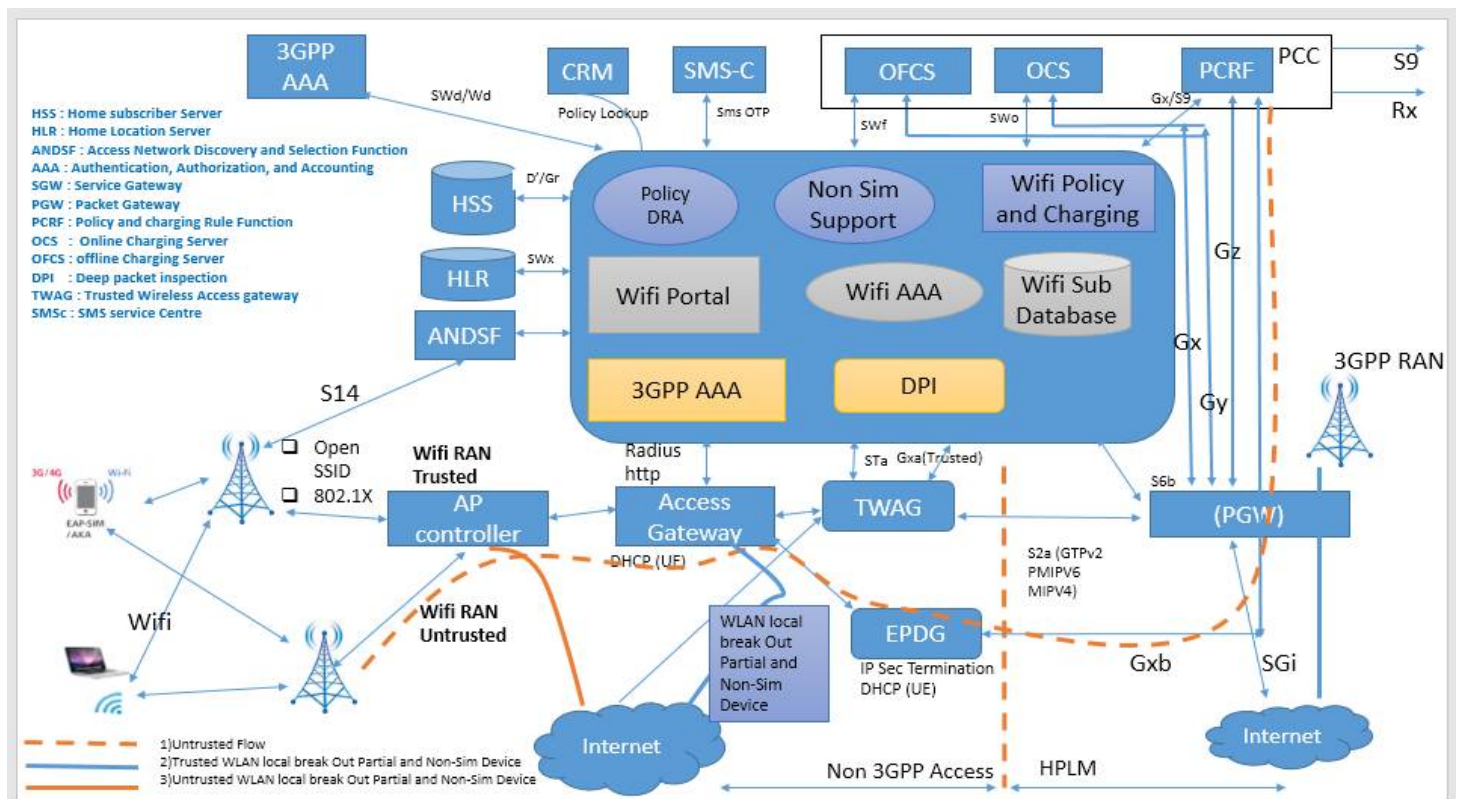 3GPP
AAA
CRM
SMS-C
OFCS
OCS
PCRF
PCC
S9
Rx
SWd/Wd
Policy Lookup
Sms OTP
SWf
SWo
Gx/S9
HSS : Home subscriber Server
HLR : Home Location Server
ANDSF : Access Network Discovery and Selection Function
AAA : Authentication, Authorization, and Accounting
SGW : Service Gateway
PGW : Packet Gateway
PCRF : Policy and charging Rule Function
OCS : Online Charging Server
OFCS : offline Charging Server
DPI : Deep packet inspection
TWAG : Trusted Wireless Access gateway
SMSc : SMS service Centre
HSS
D'/Gr
HLR
SWx
ANDSF
S14
Policy
DRA
Non Sim
Support
Wifi Policy
and Charging
Wifi Portal
Wifi AAA
Wifi Sub
Database
3GPP AAA
DPI
Gz
Gx
Gy
3GPP RAN
Open
SSID
802.1X
Wifi RAN
Trusted
Radius
http
STa
Gxa(Trusted)
S6b
3G/4G
Wi-Fi
EAP-SIM
/AKA
AP
controller
Access
Gateway
TWAG
(PGW)
DHCP (UE)
S2a (GTPv2
PMIPV6
MIPV4)
Wifi
Wifi RAN
Untrusted
WLAN local
break Out
Partial and
Non-Sim
Device
EPDG
IP Sec Termination
DHCP (UE)
Gxb
SGi
Internet
Internet
1)Untrusted Flow
2)Trusted WLAN local break Out Partial and Non-Sim Device
3)Untrusted WLAN local break Out Partial and Non-Sim Device
Non 3GPP Access
HPLM